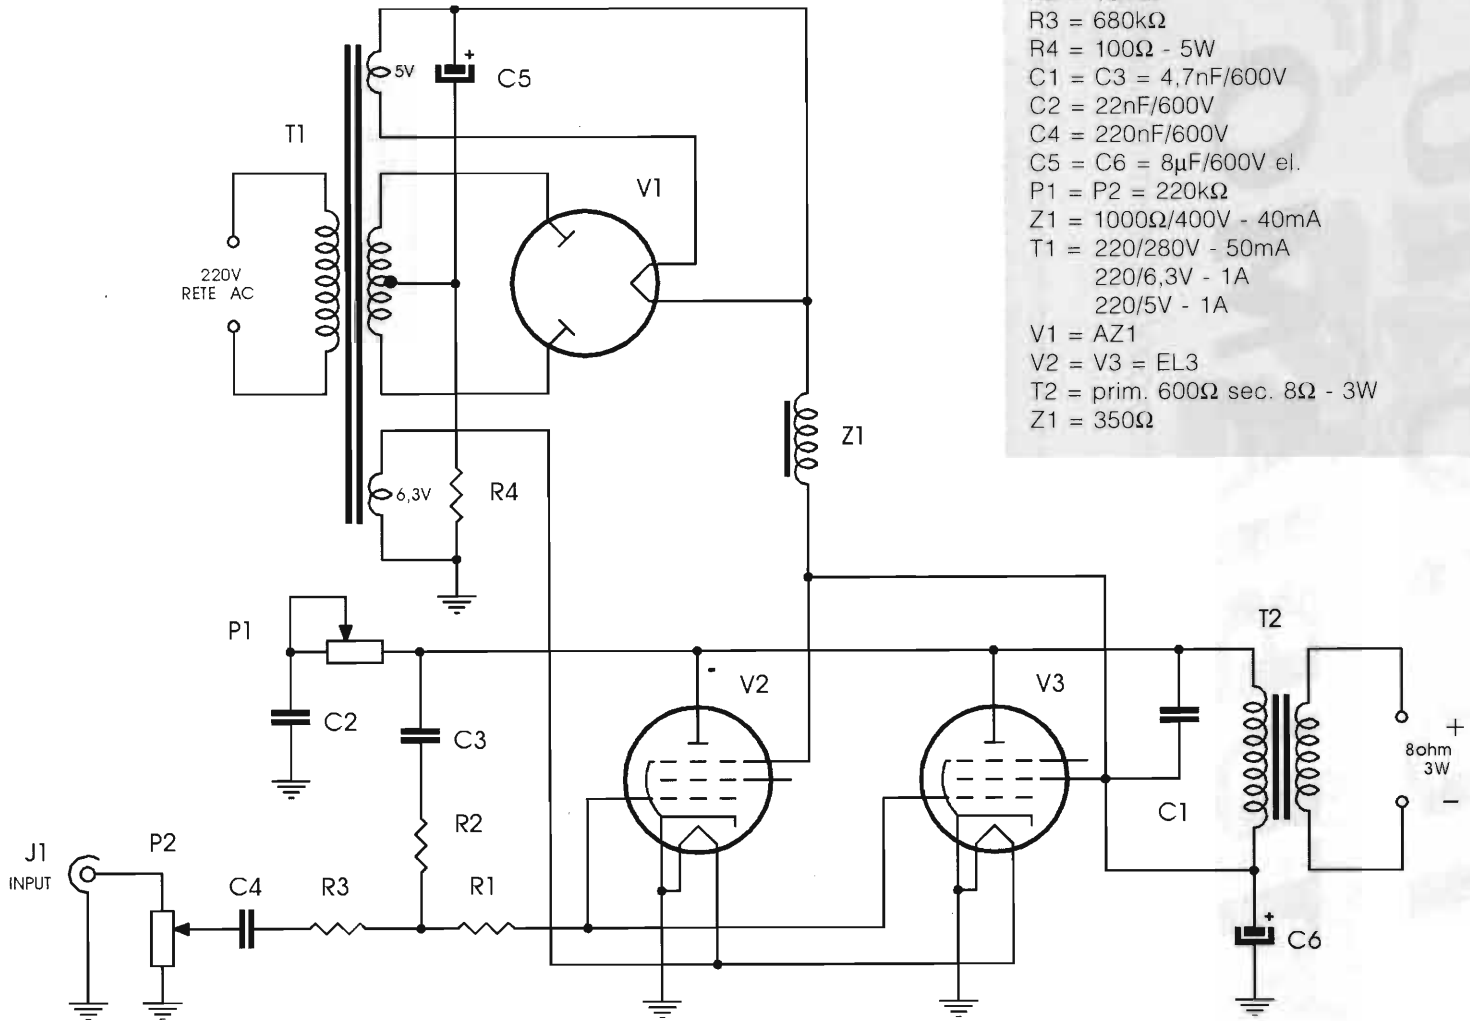 R3 = 680kΩ
R4 = 100Ω - 5W
C1 = C3 = 4,7nF/600V
C2 = 22nF/600V
C4 = 220nF/600V
C5 = C6 = 8µF/600V el.
P1 = P2 = 220kΩ
Z1 = 1000Ω/400V - 40mA
T1 = 220/280V - 50mA
220/6,3V - 1A
220/5V - 1A
V1 = AZ1
V2 = V3 = EL3
T2 = prim. 600Ω sec. 8Ω - 3W
Z1 = 350Ω
5V
+
C5
T1
V1
220V
RETE AC
Z1
6,3V
R4
P1
T2
V2
V3
C2
C3
+
8ohm
3W
-
C1
R2
P2
J1
INPUT
C4
R3
R1
+
C6